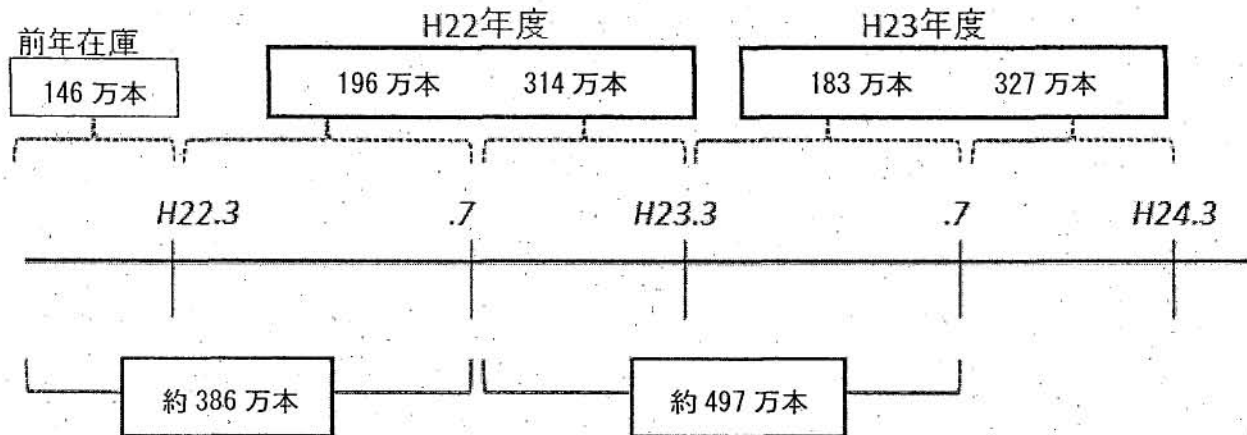 前年在庫
146 万本
H22年度
196 万本 314 万本
H23年度
183 万本 327 万本
H22.3 .7 H23.3 .7 H24.3
約 386 万本
約 497 万本